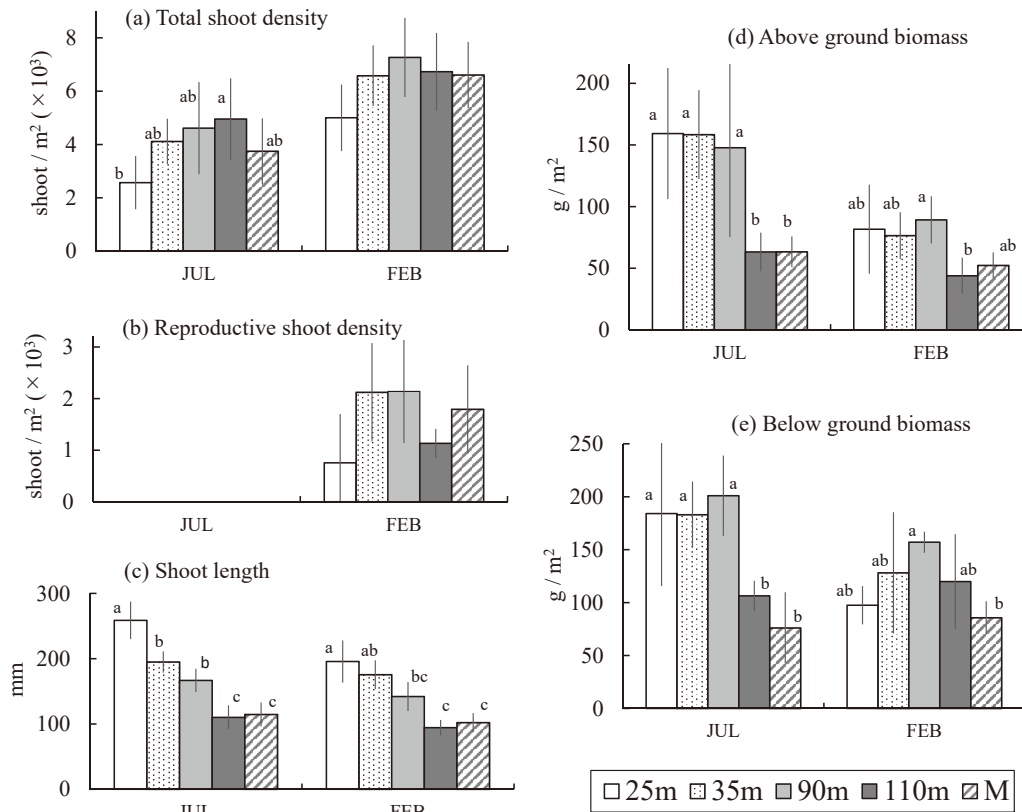 (a) Total shoot density
8
6
4
2
0
shoot / m² ( × 10³)
b
ab
ab
a
ab
JUL
FEB
(b) Reproductive shoot density
3
2
1
0
shoot / m² ( × 10³)
JUL
FEB
(c) Shoot length
300
200
100
0
mm
a
b
b
c
c
a
ab
bc
c
c
JUL
FEB
(d) Above ground biomass
200
150
100
50
0
g / m²
a
a
a
b
b
ab
ab
a
b
ab
JUL
FEB
(e) Below ground biomass
250
200
150
100
50
0
g / m²
a
a
a
b
b
ab
ab
a
ab
b
JUL
FEB
25m 35m 90m 110m M